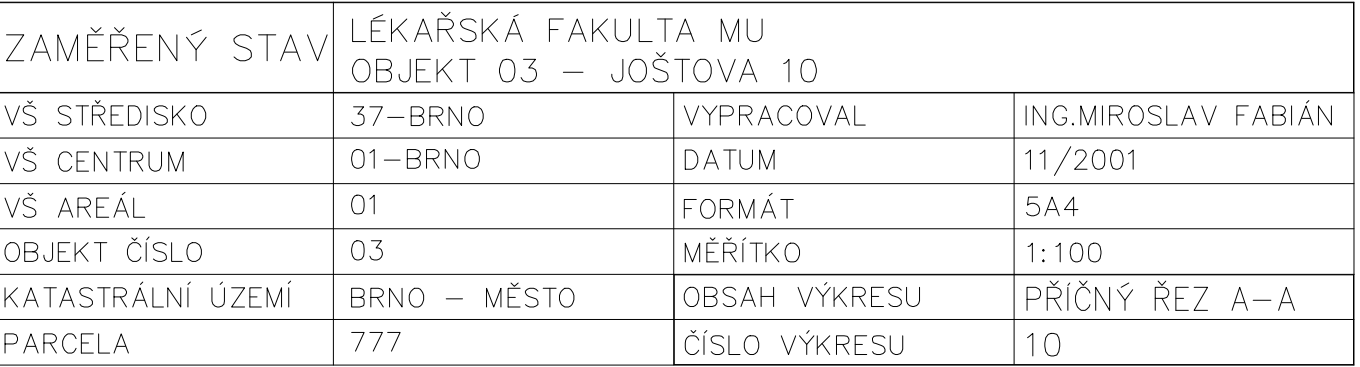 ZAMĚŘENÝ STAV
LÉKAŘSKÁ FAKULTA MU
OBJEKT 03 – JOŠTOVA 10
VŠ STŘEDISKO 37–BRNO VYPRACOVAL ING.MIROSLAV FABIÁN
VŠ CENTRUM 01–BRNO DATUM 11/2001
VŠ AREÁL 01 FORMÁT 5A4
OBJEKT ČÍSLO 03 MĚŘÍTKO 1:100
KATASTRÁLNÍ ÚZEMÍ BRNO – MĚSTO OBSAH VÝKRESU PŘÍČNÝ ŘEZ A–A
PARCELA 777 ČÍSLO VÝKRESU 10